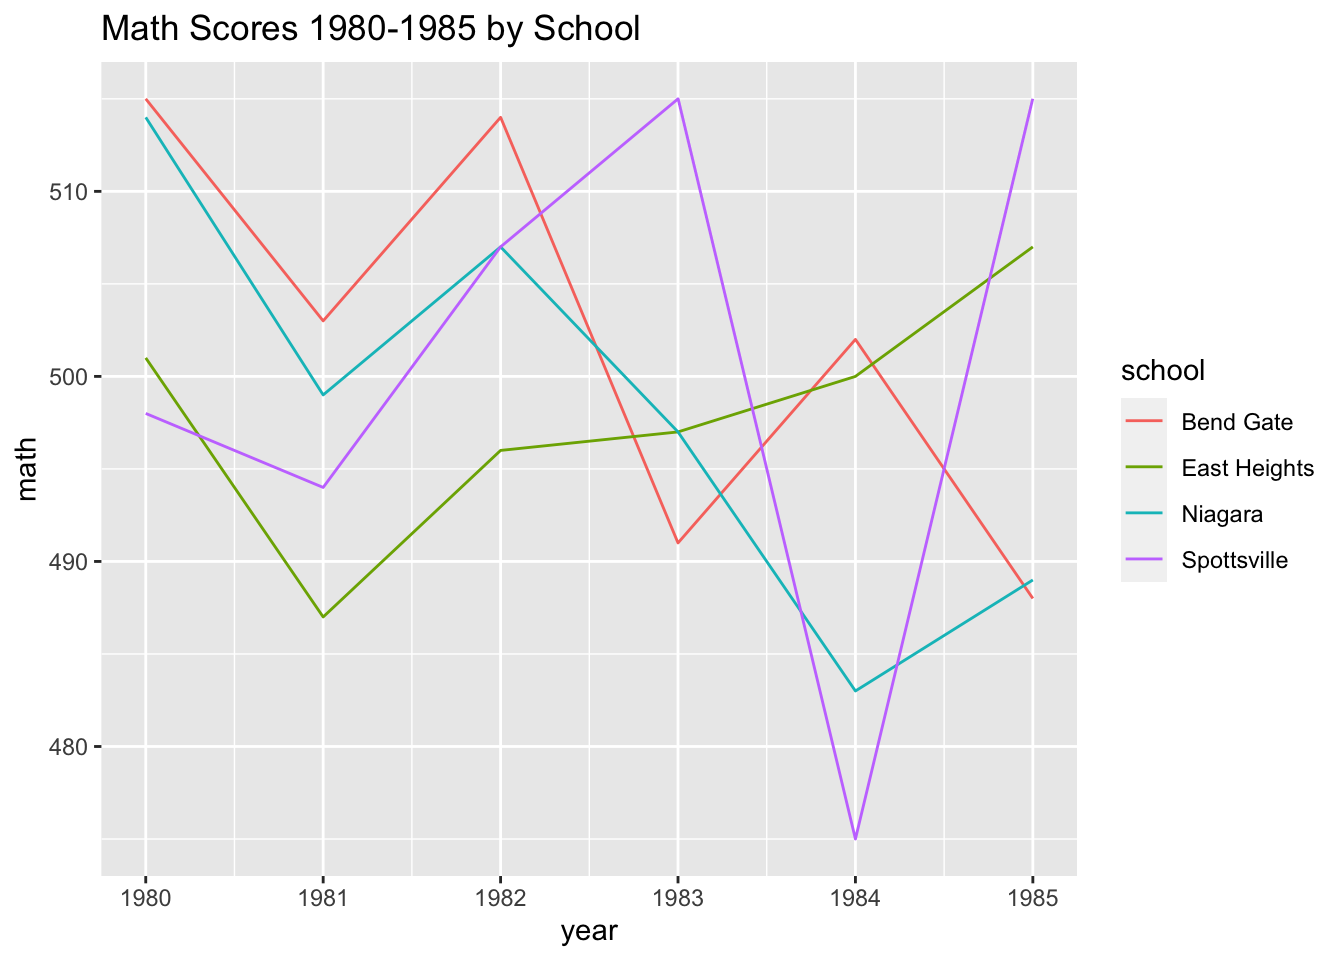 Math Scores 1980-1985 by School
510
500
490
480
math
1980 1981 1982 1983 1984 1985
year
school
Bend Gate
East Heights
Niagara
Spottsville